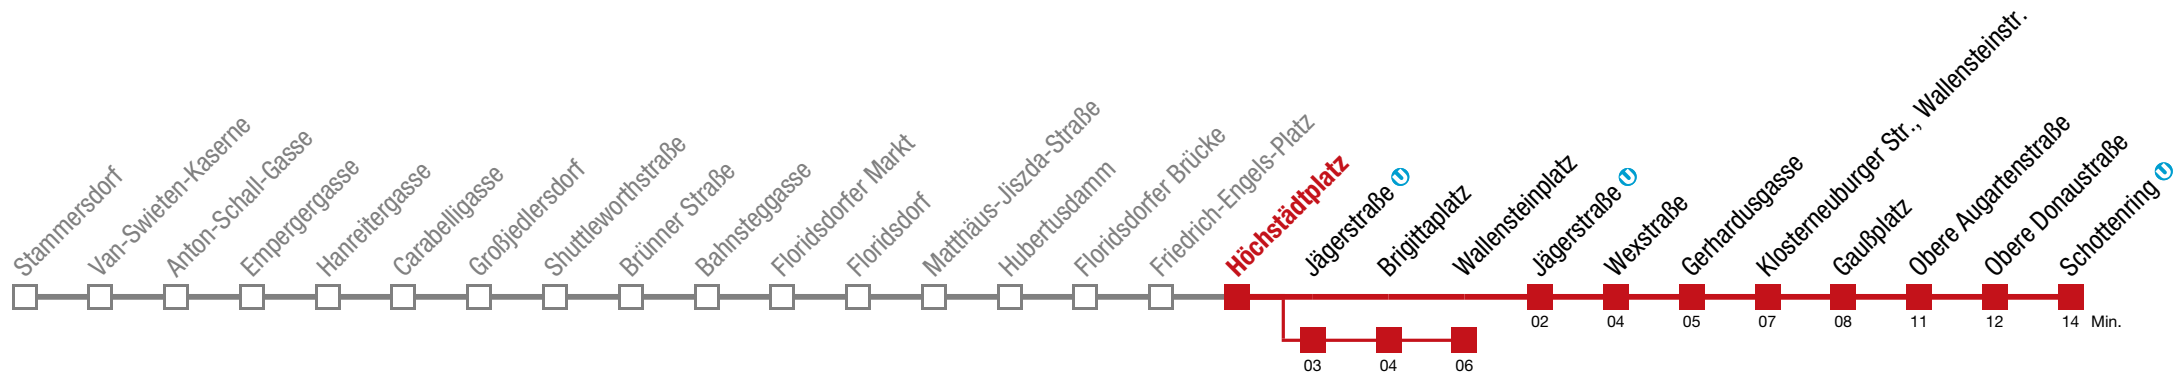 Stammersdorf
Van-Swieten-Kaserne
Anton-Schall-Gasse
Empergergasse
Hanreitergasse
Carabelligasse
Großjedlersdorf
Shuttleworthstraße
Brünner Straße
Bahnsteggasse
Floridsdorfer Markt
Floridsdorf
Matthäus-Jiszda-Straße
Hubertusdamm
Floridsdorfer Brücke
Friedrich-Engels-Platz
Höchstädtplatz
Jägerstraße U
Brigittaplatz
Wallensteinplatz
Jägerstraße U
Wexstraße
Gerhardusgasse
Klosterneuburger Str., Wallensteinstr.
Gaußplatz
Obere Augartenstraße
Obere Donaustraße
Schottenring U
02 04 05 07 08 11 12 14 Min.
03 04 06